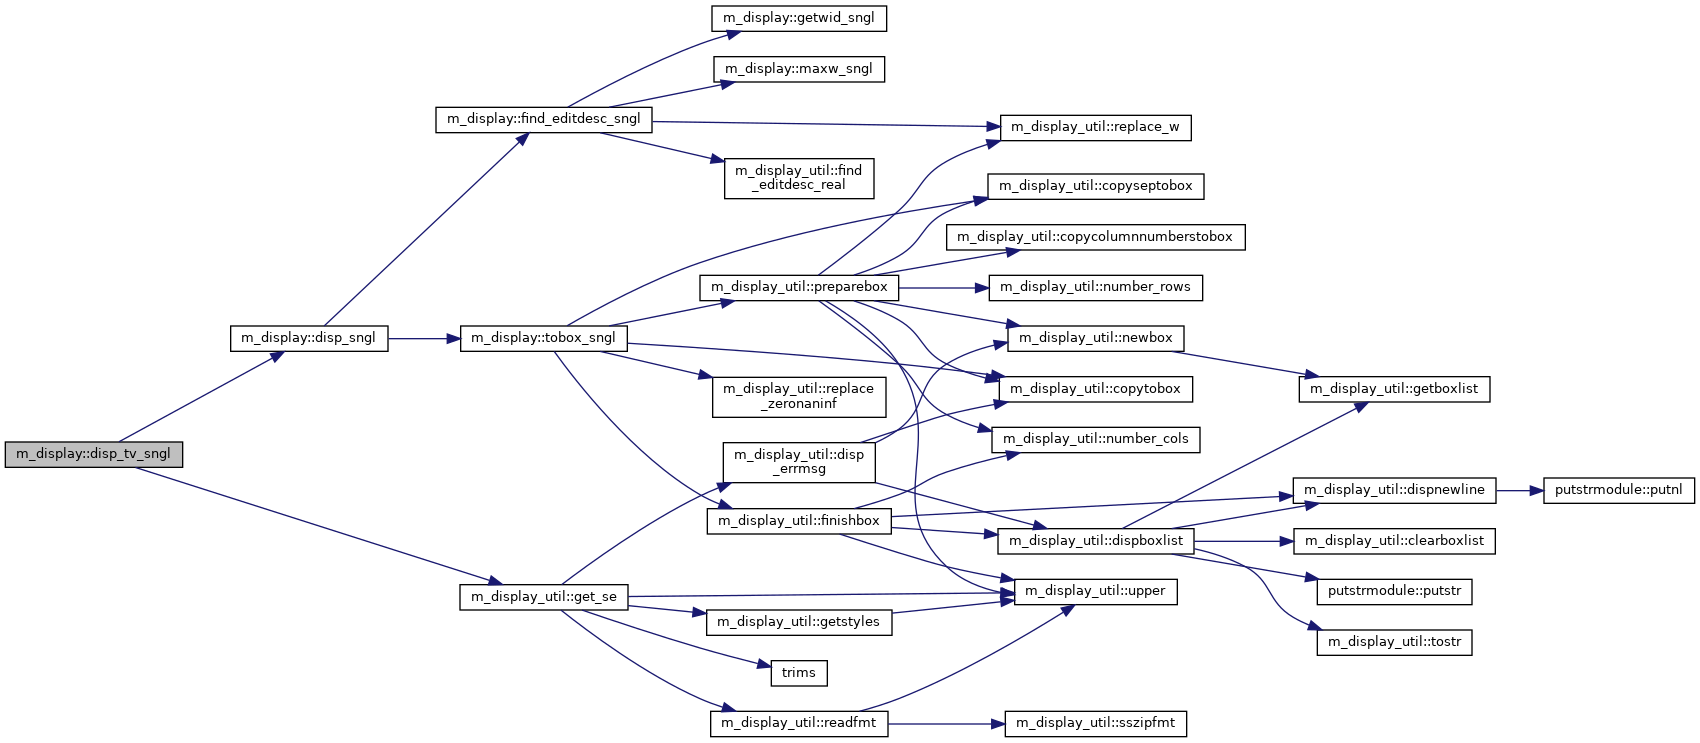 m_display::getwid_sngl
m_display::maxw_sngl
m_display::find_editdesc_sngl
m_display_util::replace_w
m_display_util::find
_editdesc_real
m_display_util::copyseptobox
m_display_util::copycolumnnumberstobox
m_display_util::preparebox
m_display_util::number_rows
m_display::disp_sngl
m_display::tobox_sngl
m_display_util::newbox
m_display_util::replace
_zeronaninf
m_display_util::copytobox
m_display_util::getboxlist
m_display_util::number_cols
m_display::disp_tv_sngl
m_display_util::disp
_errmsg
m_display_util::dispnewline
putstrmodule::putnl
m_display_util::finishbox
m_display_util::dispboxlist
m_display_util::clearboxlist
m_display_util::get_se
m_display_util::upper
putstrmodule::putstr
m_display_util::getstyles
m_display_util::tostr
trims
m_display_util::readfmt
m_display_util::sszipfmt